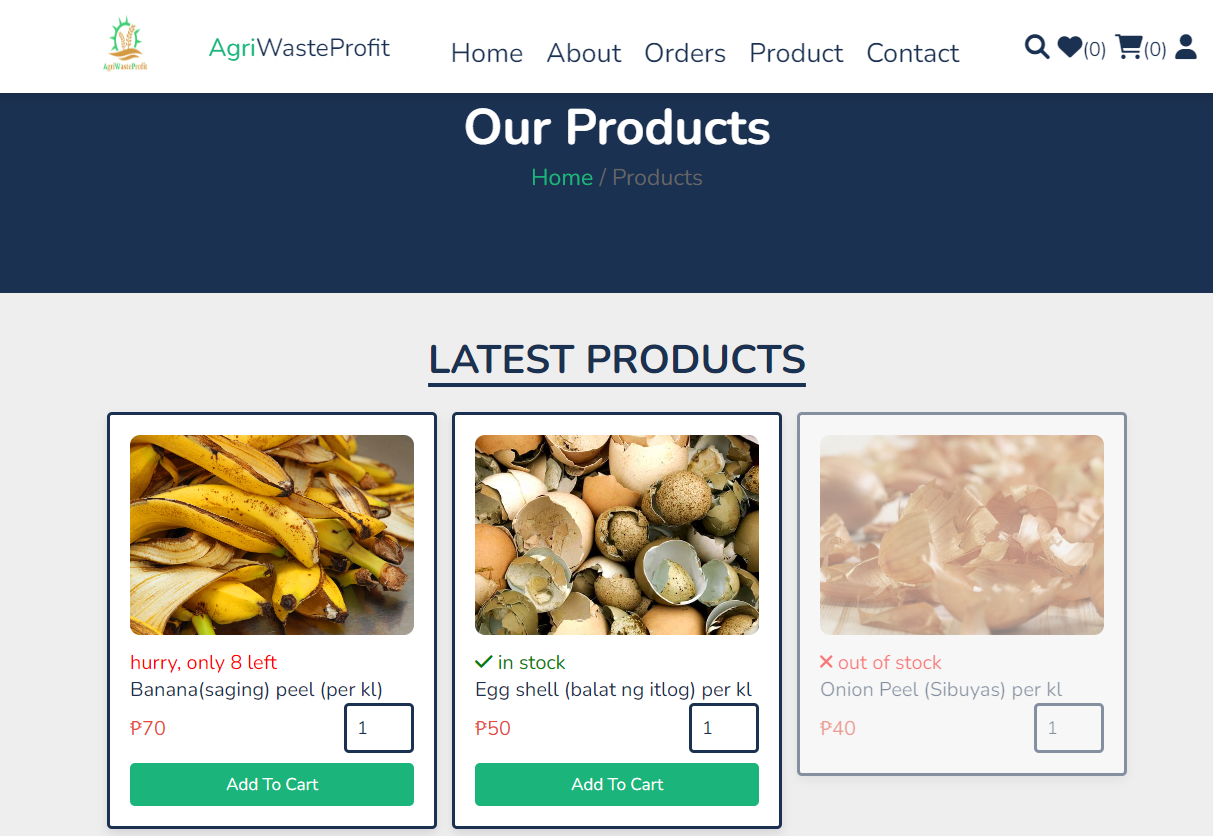 AgriWasteProfit
AgriWasteProfit
Home About Orders Product Contact
(0) (0)
Our Products
Home / Products
LATEST PRODUCTS
hurry, only 8 left
Banana(saging) peel (per kl)
₱70 1
Add To Cart
in stock
Egg shell (balat ng itlog) per kl
₱50 1
Add To Cart
out of stock
Onion Peel (Sibuyas) per kl
₱40 1